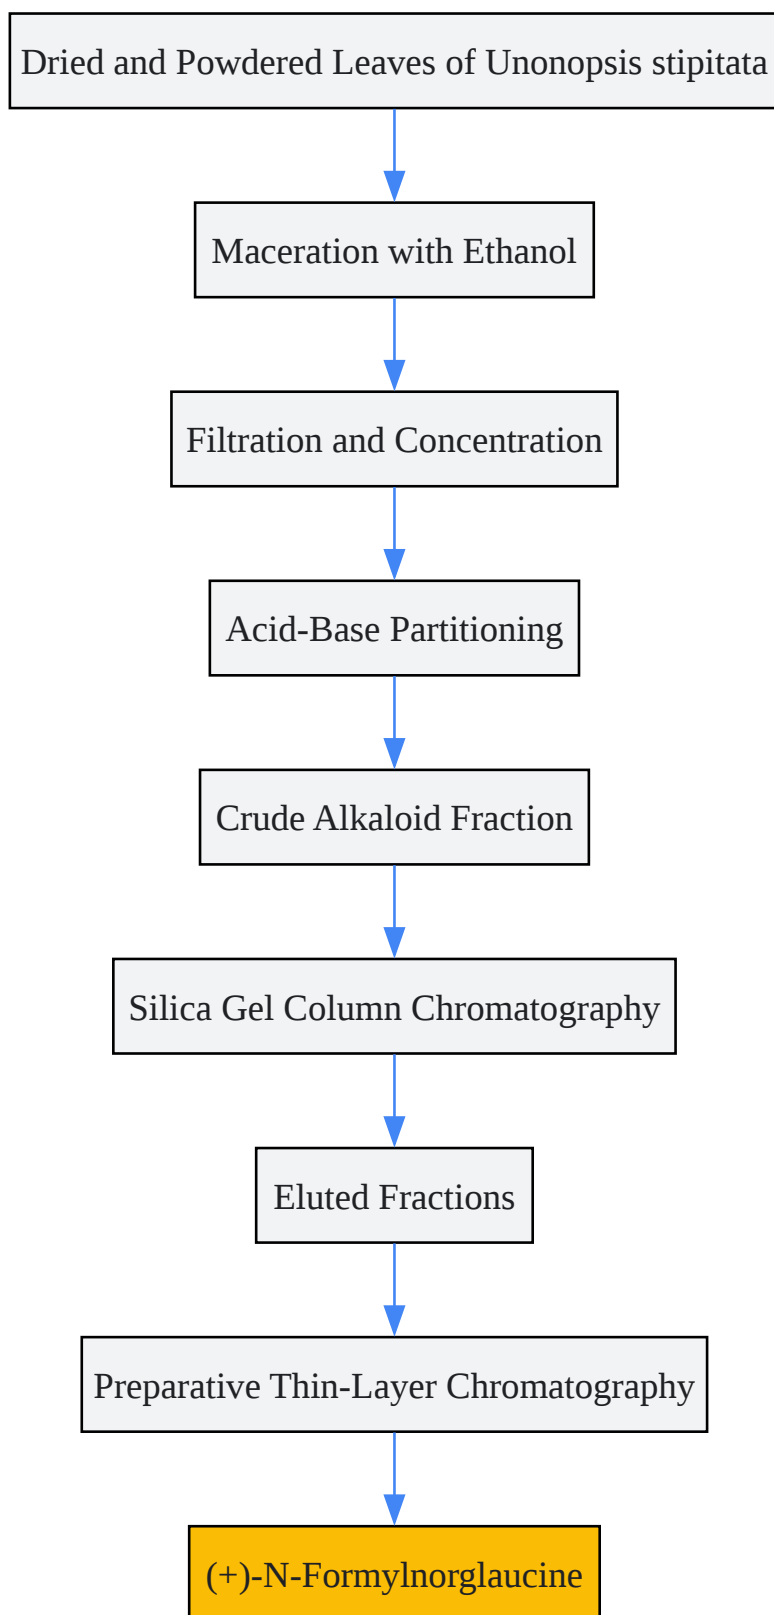 Dried and Powdered Leaves of Unonopsis stipitata
Maceration with Ethanol
Filtration and Concentration
Acid-Base Partitioning
Crude Alkaloid Fraction
Silica Gel Column Chromatography
Eluted Fractions
Preparative Thin-Layer Chromatography
(+)-N-Formylnorglaucine